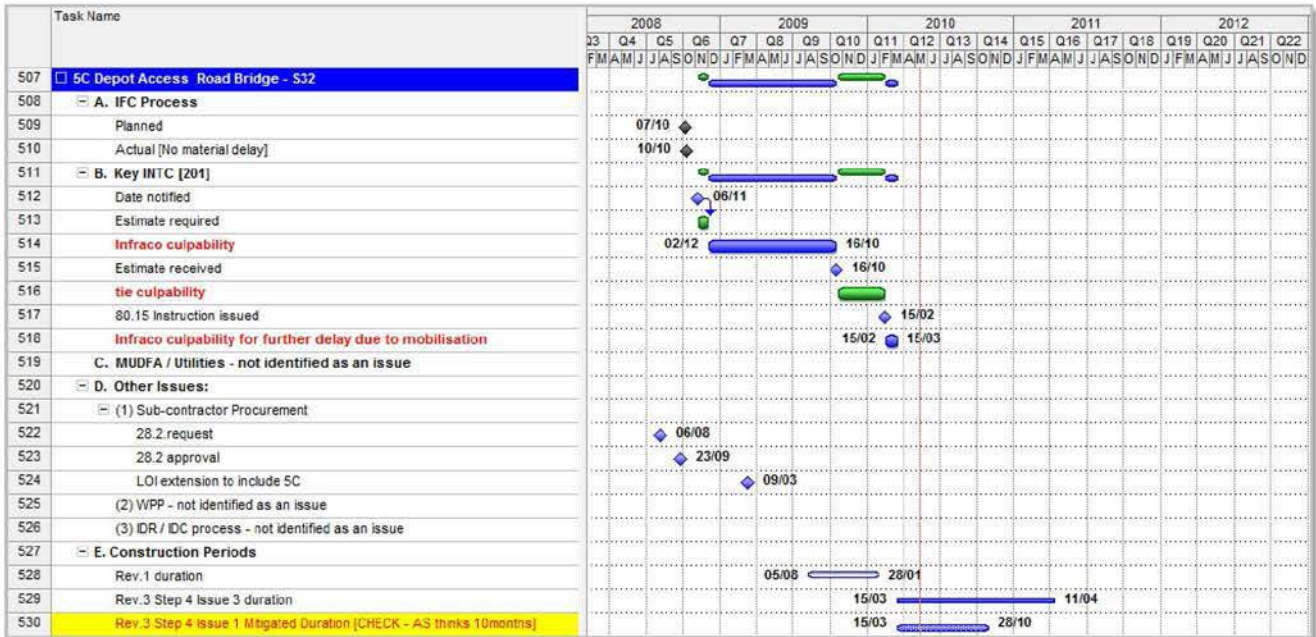 Task Name
2008 2009 2010 2011 2012
Q3 Q4 Q5 Q6 Q7 Q8 Q9 Q10 Q11 Q12 Q13 Q14 Q15 Q16 Q17 Q18 Q19 Q20 Q21 Q22
F M A M J J A S O N D J F M A M J J A S O N D J F M A M J J A S O N D J F M A M J J A S O N D J F M A M J J A S O N D
507 5C Depot Access Road Bridge - S32
508 A. IFC Process
509 Planned 07/10
510 Actual [No material delay] 10/10
511 B. Key INTC [201]
512 Date notified 06/11
513 Estimate required
514 Infraco culpability 02/12 16/10
515 Estimate received 16/10
516 tie culpability
517 80.15 Instruction issued 15/02
518 Infraco culpability for further delay due to mobilisation 15/02 15/03
519 C. MUDFA / Utilities - not identified as an issue
520 D. Other Issues:
521 (1) Sub-contractor Procurement
522 28.2.request 06/08
523 28.2 approval 23/09
524 LOI extension to include 5C 09/03
525 (2) WPP - not identified as an issue
526 (3) IDR / IDC process - not identified as an issue
527 E. Construction Periods
528 Rev.1 duration 05/08 28/01
529 Rev.3 Step 4 Issue 3 duration 15/03 11/04
530 Rev.3 Step 4 Issue 1 Mitigated Duration [CHECK - AS thinks 10months] 15/03 28/10